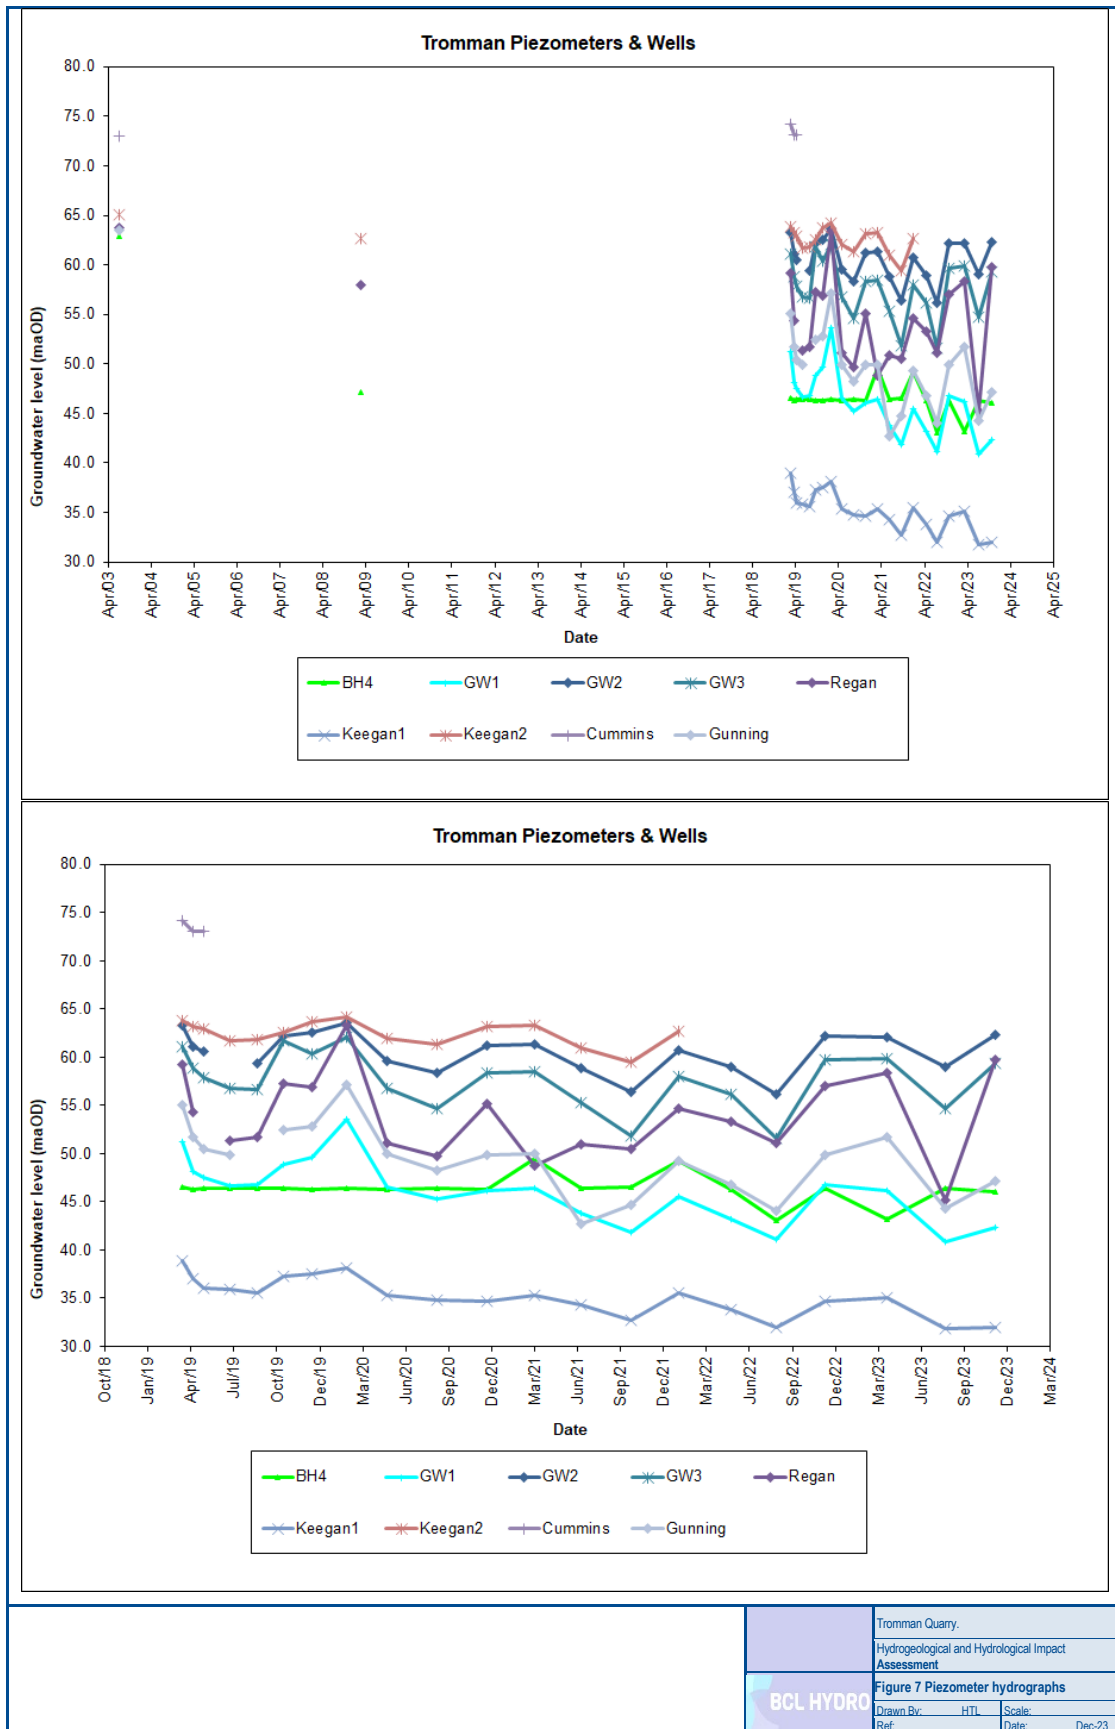 Tromman Piezometers & Wells
80.0
75.0
70.0
65.0
60.0
55.0
50.0
45.0
40.0
35.0
30.0
Groundwater level (maOD)
Apr/03 Apr/04 Apr/05 Apr/06 Apr/07 Apr/08 Apr/09 Apr/10 Apr/11 Apr/12 Apr/13 Apr/14 Apr/15 Apr/16 Apr/17 Apr/18 Apr/19 Apr/20 Apr/21 Apr/22 Apr/23 Apr/24 Apr/25
Date
BH4 GW1 GW2 GW3 Regan
Keegan1 Keegan2 Cummins Gunning
Tromman Piezometers & Wells
80.0
75.0
70.0
65.0
60.0
55.0
50.0
45.0
40.0
35.0
30.0
Groundwater level (maOD)
Oct/18 Jan/19 Apr/19 Jul/19 Oct/19 Dec/19 Mar/20 Jun/20 Sep/20 Dec/20 Mar/21 Jun/21 Sep/21 Dec/21 Mar/22 Jun/22 Sep/22 Dec/22 Mar/23 Jun/23 Sep/23 Dec/23 Mar/24
Date
BH4 GW1 GW2 GW3 Regan
Keegan1 Keegan2 Cummins Gunning
Tromman Quarry.
Hydrogeological and Hydrological Impact
Assessment
Figure 7 Piezometer hydrographs
BCL HYDRO
Drawn By: HTL Scale:
Ref: Date: Dec-23